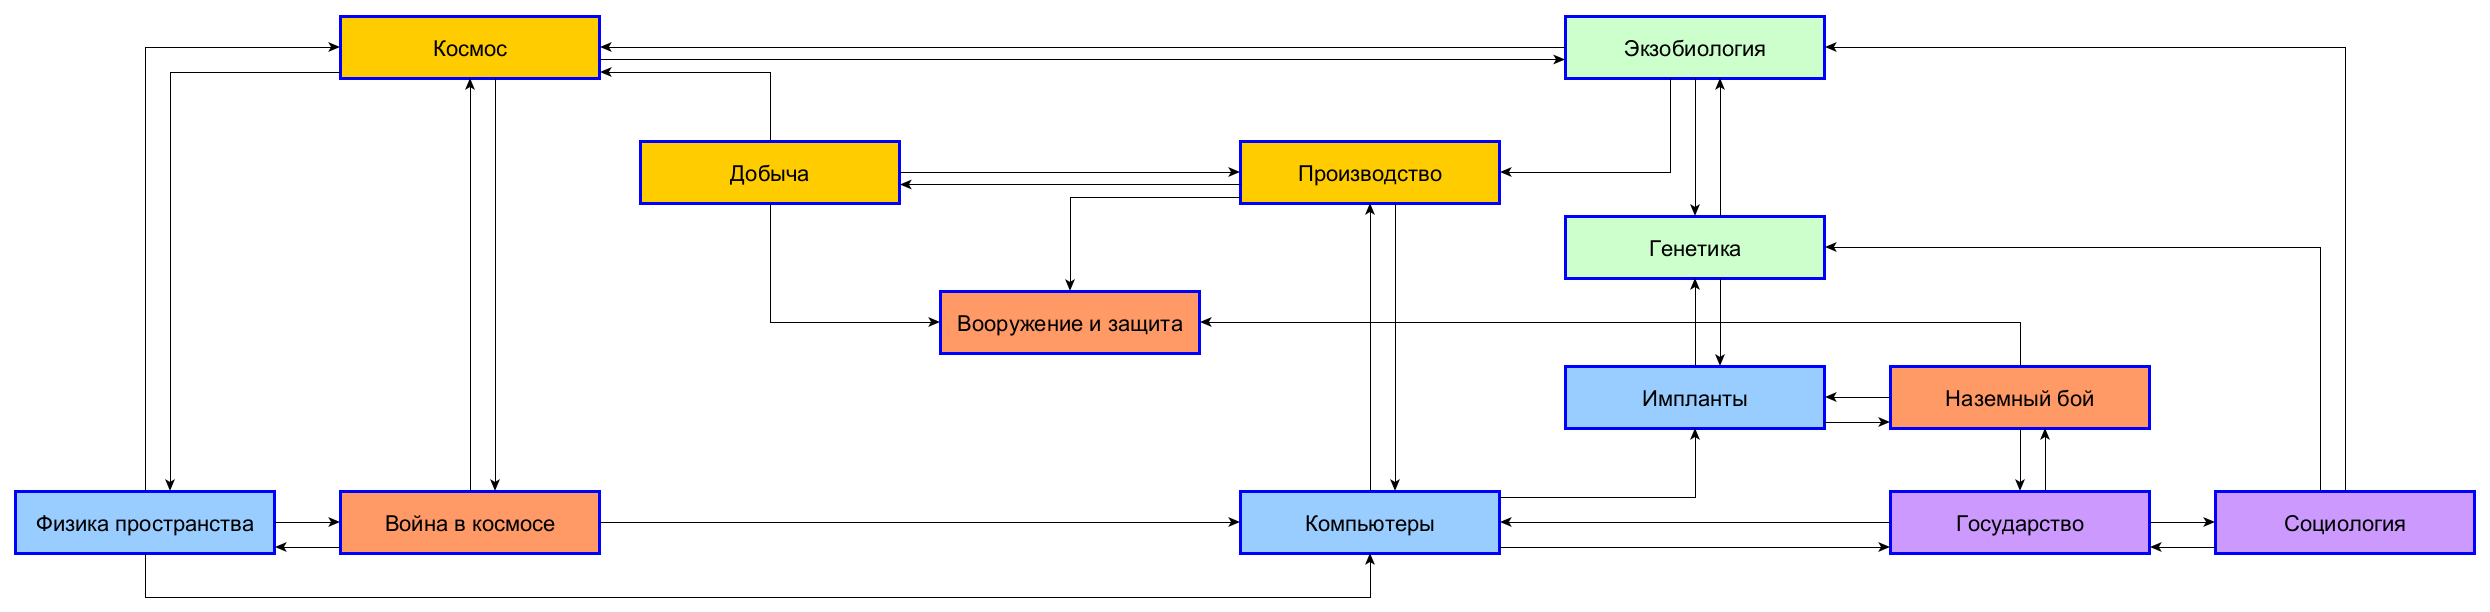 Космос
Экзобиология
Добыча
Производство
Генетика
Вооружение и защита
Импланты
Наземный бой
Физика пространства
Война в космосе
Компьютеры
Государство
Социология